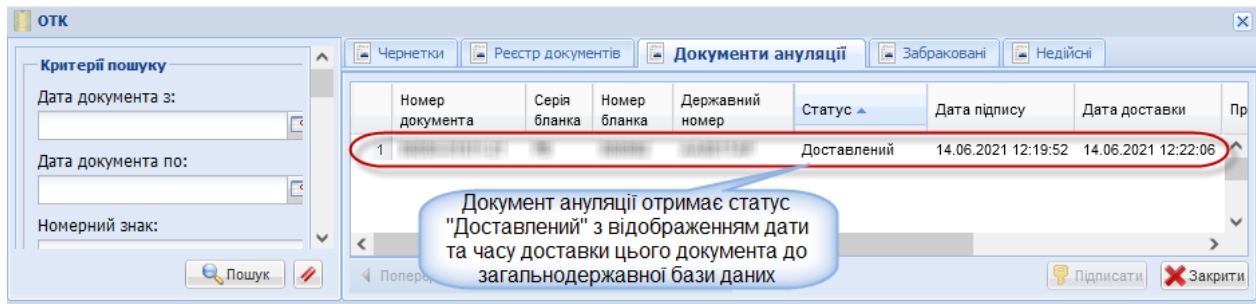 ОТК
Критерії пошуку
Дата документа з:
Дата документа по:
Номерний знак:
Пошук
Чернетки Реєстр документів Документи ануляції Забраковані Недійсні
Номер документа Серія бланка Номер бланка Державний номер Статус Дата підпису Дата доставки Пр
1 Доставлений 14.06.2021 12:19:52 14.06.2021 12:22:06
Документ ануляції отримає статус
"Доставлений" з відображенням дати
та часу доставки цього документа до
загальнодержавної бази даних
Підписати Закрити